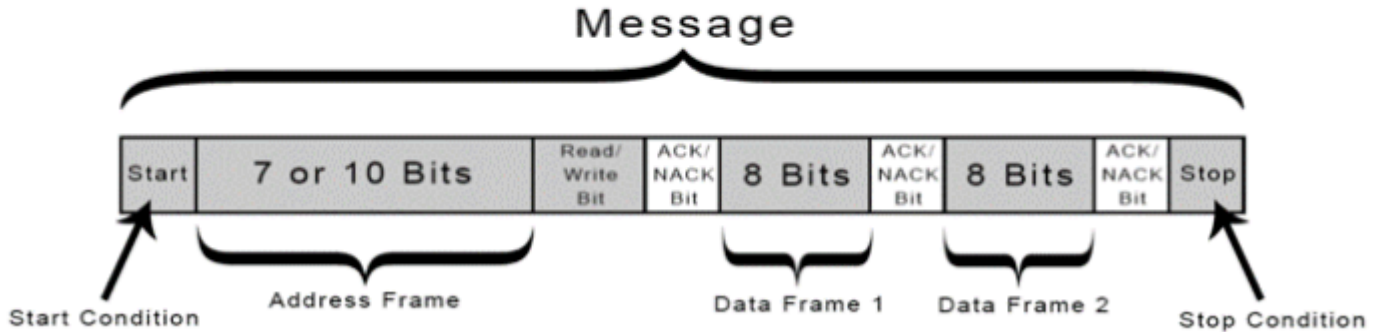 Message
Start
7 or 10 Bits
Read/
Write
Bit
ACK/
NACK
Bit
8 Bits
ACK/
NACK
Bit
8 Bits
ACK/
NACK
Bit
Stop
Start Condition
Address Frame
Data Frame 1
Data Frame 2
Stop Condition